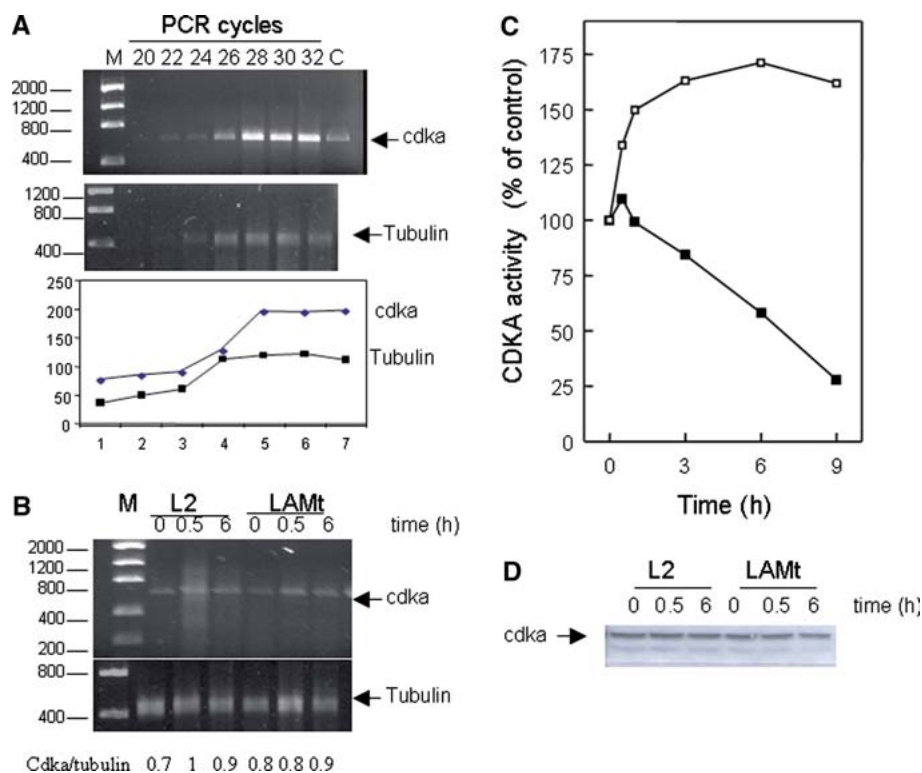 A
PCR cycles
M 20 22 24 26 28 30 32 C
2000
1200
800
400
cdka
1200
800
400
Tubulin
250
200
150
100
50
0
cdka
Tubulin
1 2 3 4 5 6 7
B
M L2 LAMt
0 0.5 6 0 0.5 6 time (h)
2000
1200
800
400
200
cdka
800
400
Tubulin
Cdka/tubulin 0.7 1 0.9 0.8 0.8 0.9
C
CDKA activity (% of control)
175
150
125
100
75
50
25
0
0 3 6 9
Time (h)
D
L2 LAMt
0 0.5 6 0 0.5 6 time (h)
cdka